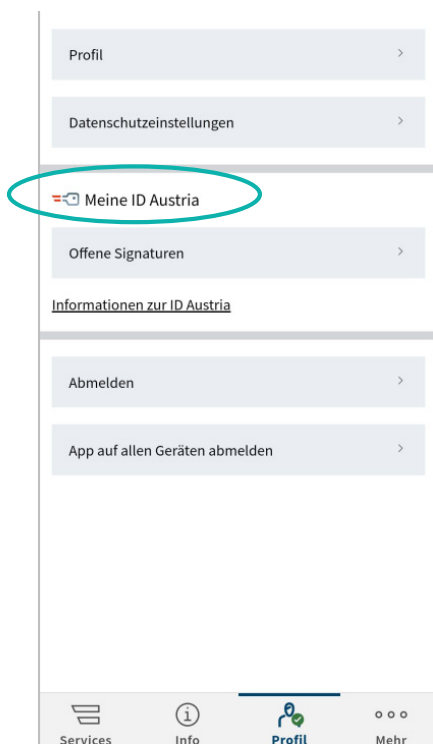 Profil
Datenschutzeinstellungen
Meine ID Austria
Offene Signaturen
Informationen zur ID Austria
Abmelden
App auf allen Geräten abmelden
Services Info Profil Mehr